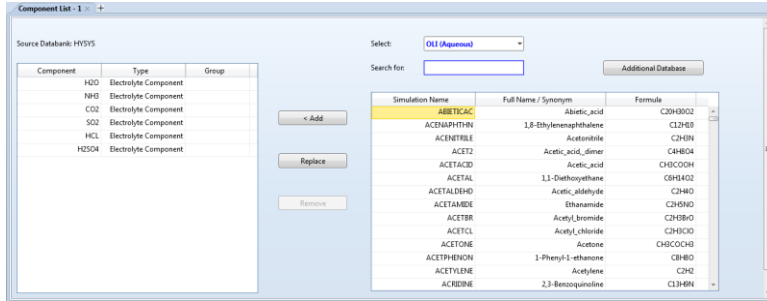 Component List - 1 × +
Source Databank: HYSYS
Select: OLI (Aqueous)
Search for: Additional Database
Component Type Group
H2O Electrolyte Component
NH3 Electrolyte Component
CO2 Electrolyte Component
SO2 Electrolyte Component
HCL Electrolyte Component
H2SO4 Electrolyte Component
< Add
Replace
Remove
Simulation Name Full Name / Synonym Formula
ABIETICAC Abietic_acid C20H30O2
ACENAPHTHN 1,8-Ethylenenaphthalene C12H10
ACENITRILE Acetonitrile C2H3N
ACET2 Acetic_acid,_dimer C4H8O4
ACETACID Acetic_acid CH3COOH
ACETAL 1,1-Diethoxyethane C6H14O2
ACETALDEHD Acetic_aldehyde C2H4O
ACETAMIDE Ethanamide C2H5NO
ACETBR Acetyl_bromide C2H3BrO
ACETCL Acetyl_chloride C2H3ClO
ACETONE Acetone CH3COCH3
ACETPHENON 1-Phenyl-1-ethanone C8H8O
ACETYLENE Acetylene C2H2
ACRIDINE 2,3-Benzoquinoline C13H9N